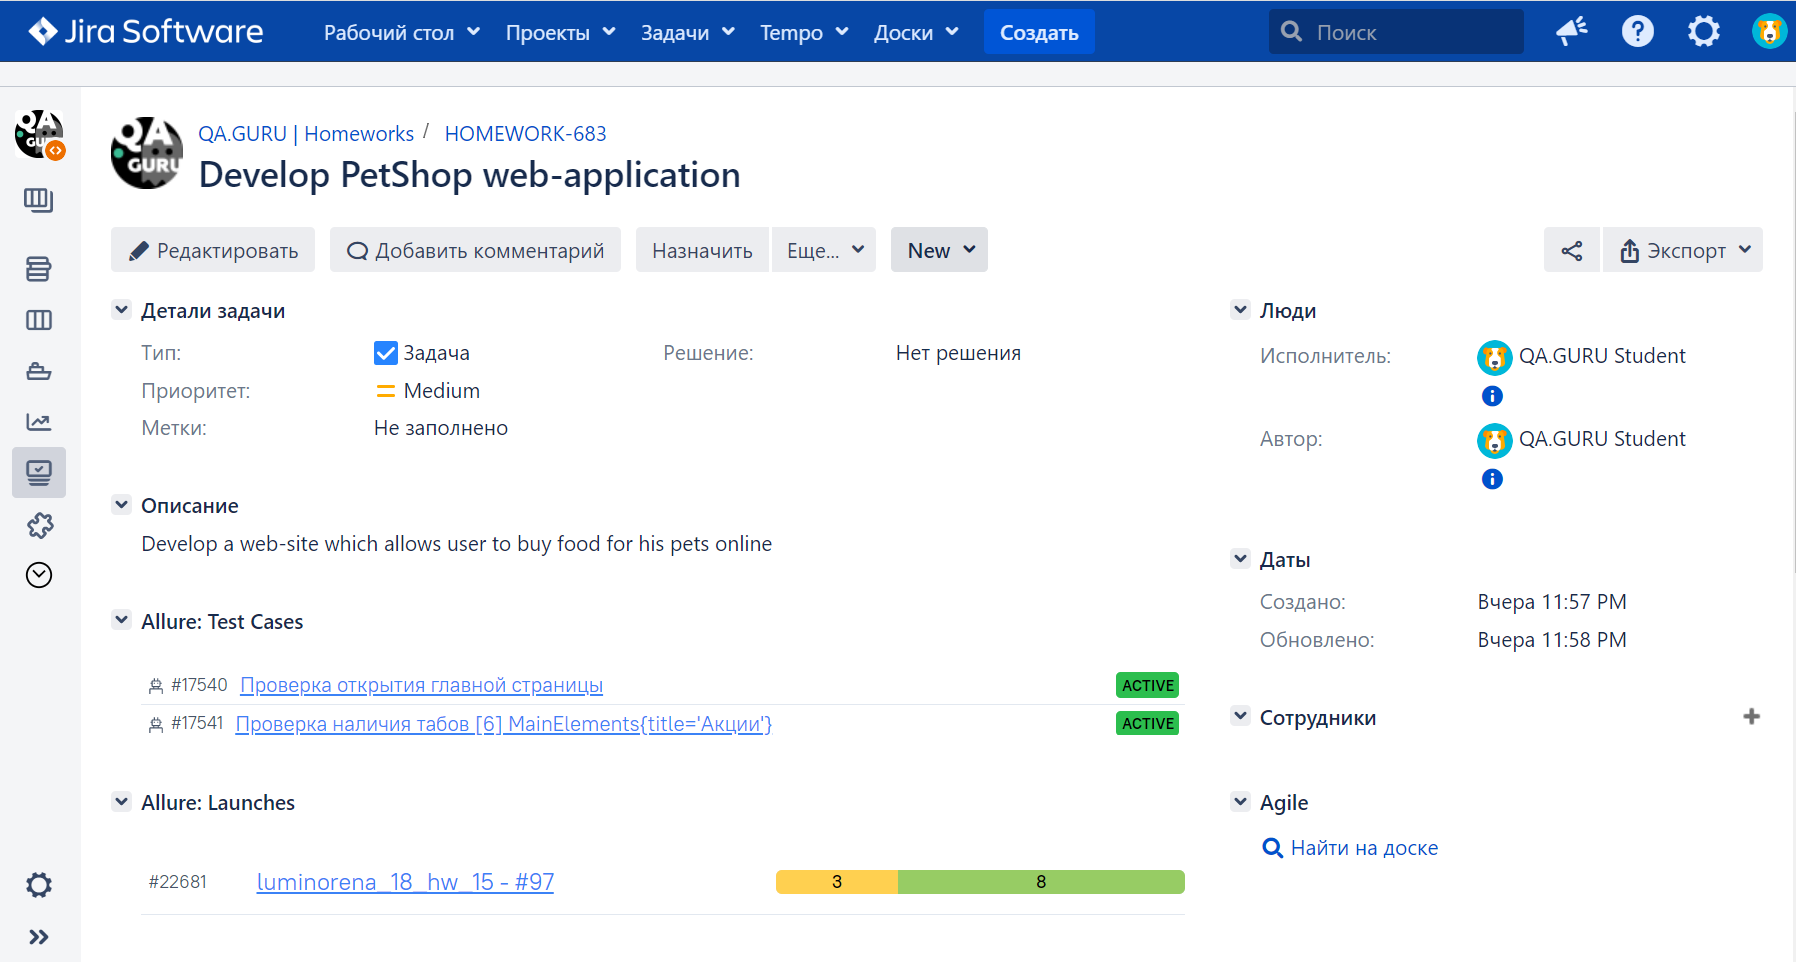 Jira Software
Рабочий стол Проекты Задачи Tempo Доски Создать Поиск
QA GURU
QA.GURU | Homeworks / HOMEWORK-683
Develop PetShop web-application
Редактировать Добавить комментарий Назначить Еще... New Экспорт
Детали задачи
Тип: Задача Решение: Нет решения
Приоритет: Medium
Метки: Не заполнено
Описание
Develop a web-site which allows user to buy food for his pets online
Allure: Test Cases
#17540 Проверка открытия главной страницы ACTIVE
#17541 Проверка наличия табов [6] MainElements{title='Акции'} ACTIVE
Allure: Launches
#22681 luminorena_18_hw_15 - #97 3 8
Люди
Исполнитель: QA.GURU Student
Автор: QA.GURU Student
Даты
Создано: Вчера 11:57 PM
Обновлено: Вчера 11:58 PM
Сотрудники
Agile
Найти на доске